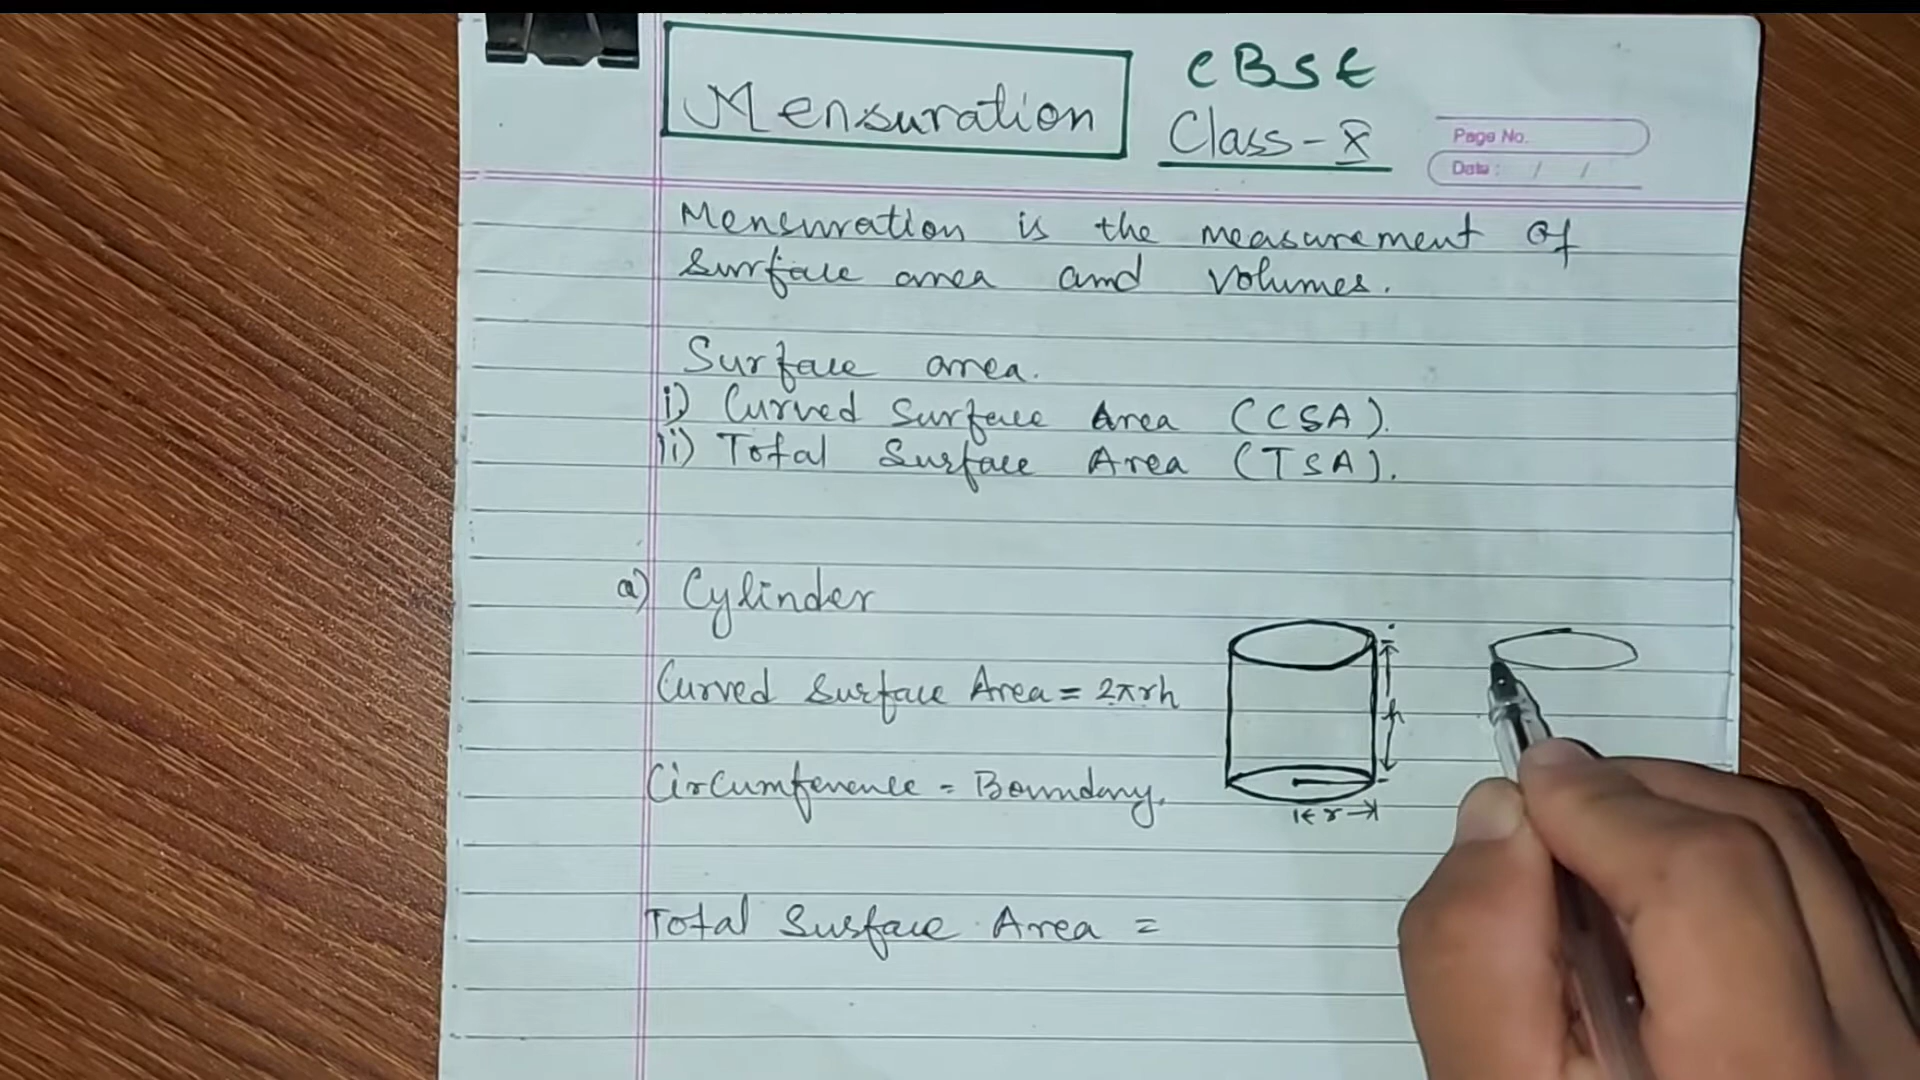 Mensuration
CBSE
Class - X
Page No.
Date : / /
Mensuration is the measurement of
surface area and volumes.
Surface area.
i) Curved Surface Area (CSA).
ii) Total Surface Area (TSA).
a) Cylinder
Curved Surface Area = 2πrh
h
Circumference = Boundary.
r
Total Surface Area =